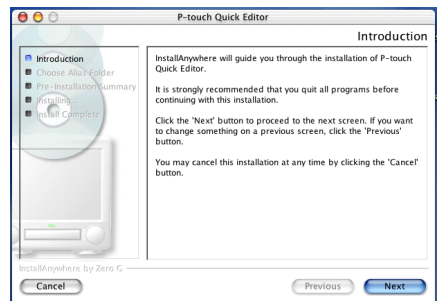 P-touch Quick Editor
Introduction
Introduction
Choose Alias Folder
Pre-Installation Summary
Installing...
Install Complete
InstallAnywhere will guide you through the installation of P-touch
Quick Editor.
It is strongly recommended that you quit all programs before
continuing with this installation.
Click the 'Next' button to proceed to the next screen. If you want
to change something on a previous screen, click the 'Previous'
button.
You may cancel this installation at any time by clicking the 'Cancel'
button.
InstallAnywhere by Zero G
Cancel
Previous
Next